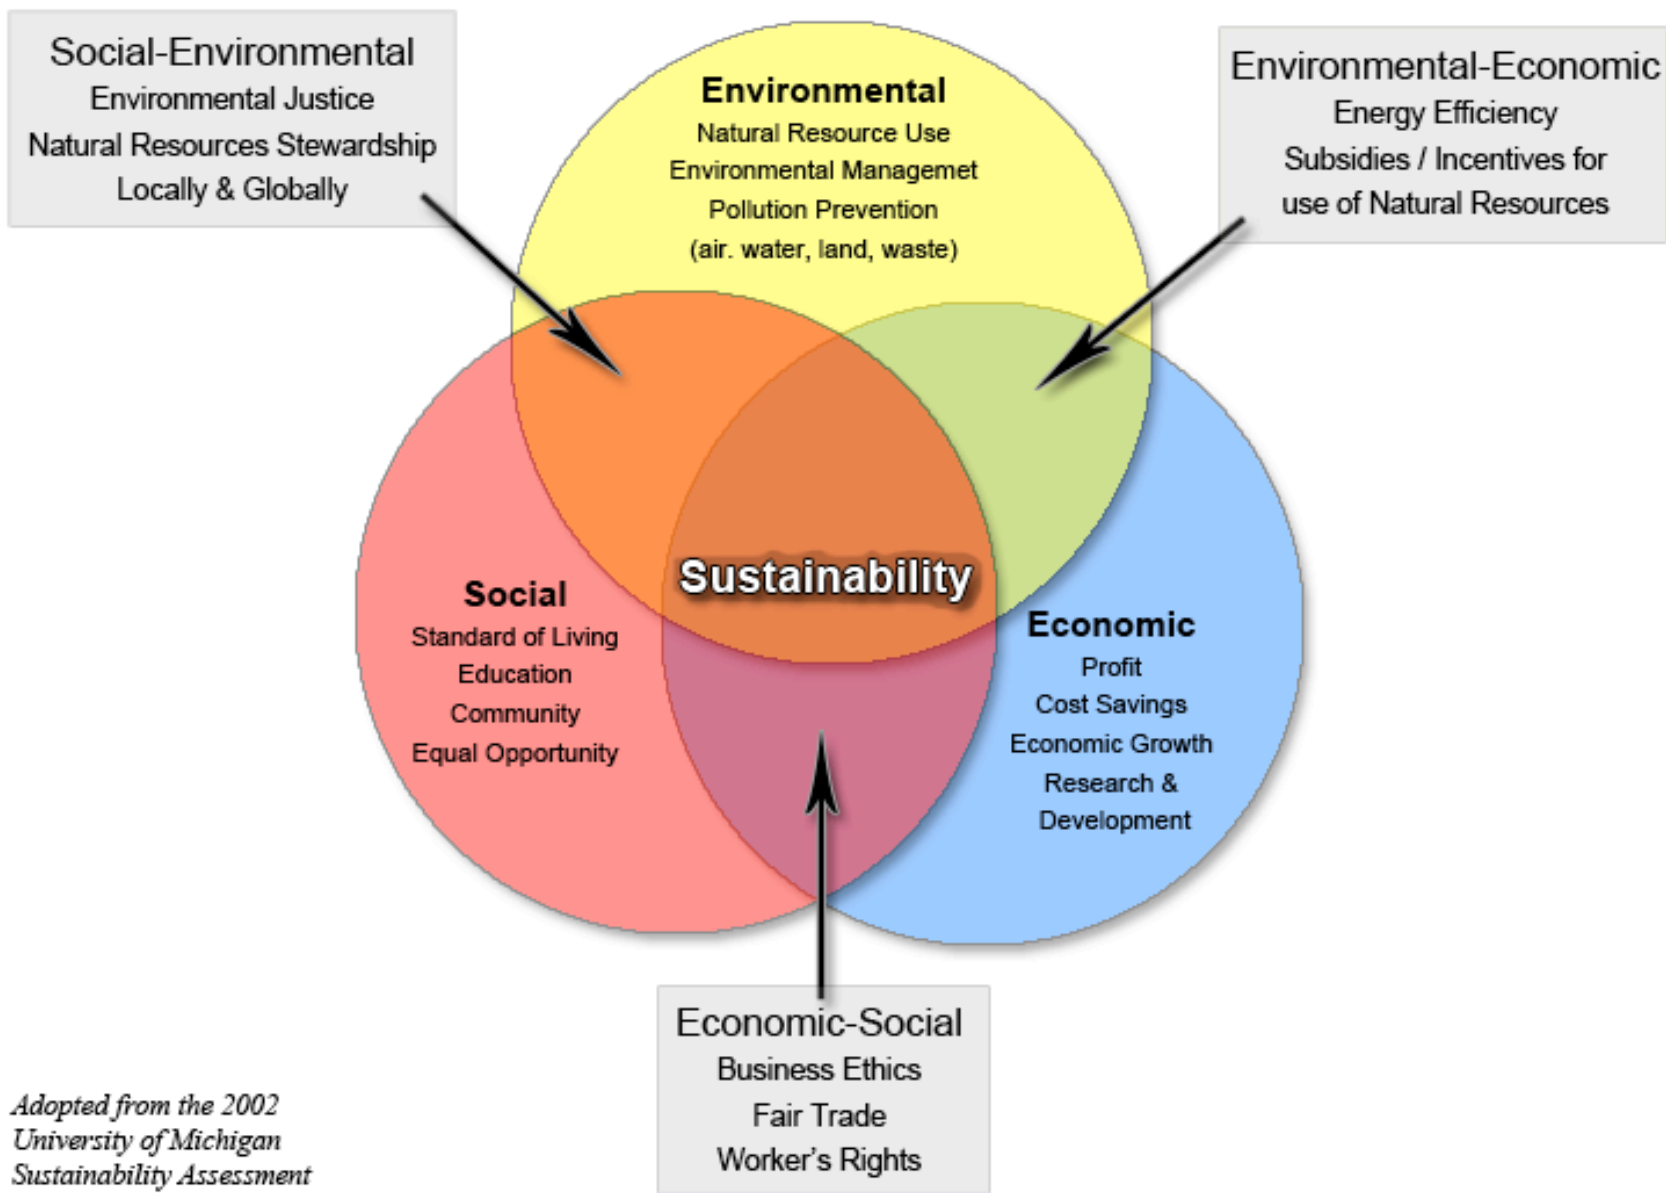 Social-Environmental
Environmental Justice
Natural Resources Stewardship
Locally & Globally
Environmental
Natural Resource Use
Environmental Managemet
Pollution Prevention
(air. water, land, waste)
Environmental-Economic
Energy Efficiency
Subsidies / Incentives for
use of Natural Resources
Sustainability
Social
Standard of Living
Education
Community
Equal Opportunity
Economic
Profit
Cost Savings
Economic Growth
Research &
Development
Economic-Social
Business Ethics
Fair Trade
Worker's Rights
Adopted from the 2002
University of Michigan
Sustainability Assessment